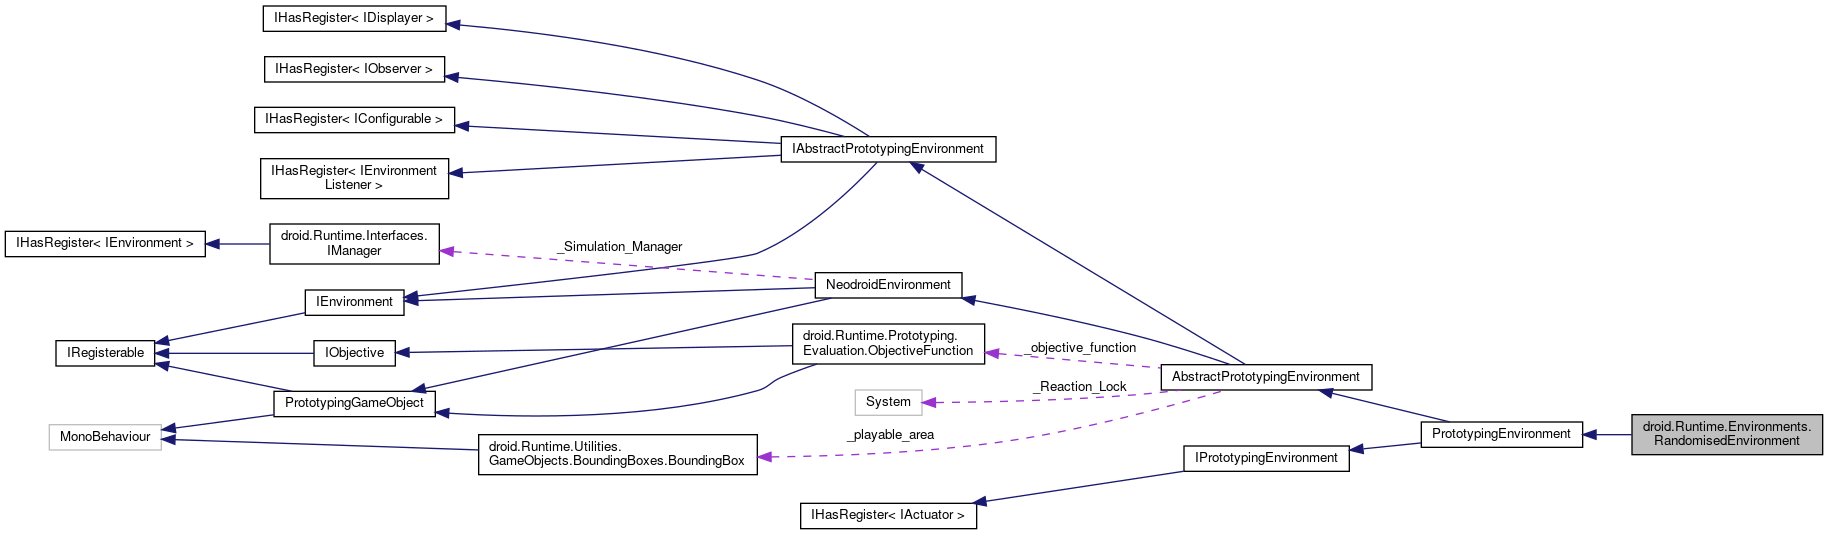 IHasRegister< IDisplayer >
IHasRegister< IObserver >
IHasRegister< IConfigurable >
IAbstractPrototypingEnvironment
IHasRegister< IEnvironment
Listener >
IHasRegister< IEnvironment >
droid.Runtime.Interfaces.
IManager
_Simulation_Manager
NeodroidEnvironment
IEnvironment
IRegisterable
IObjective
droid.Runtime.Prototyping.
Evaluation.ObjectiveFunction
_objective_function
AbstractPrototypingEnvironment
_Reaction_Lock
System
PrototypingGameObject
MonoBehaviour
_playable_area
droid.Runtime.Utilities.
GameObjects.BoundingBoxes.BoundingBox
PrototypingEnvironment
droid.Runtime.Environments.
RandomisedEnvironment
IPrototypingEnvironment
IHasRegister< IActuator >